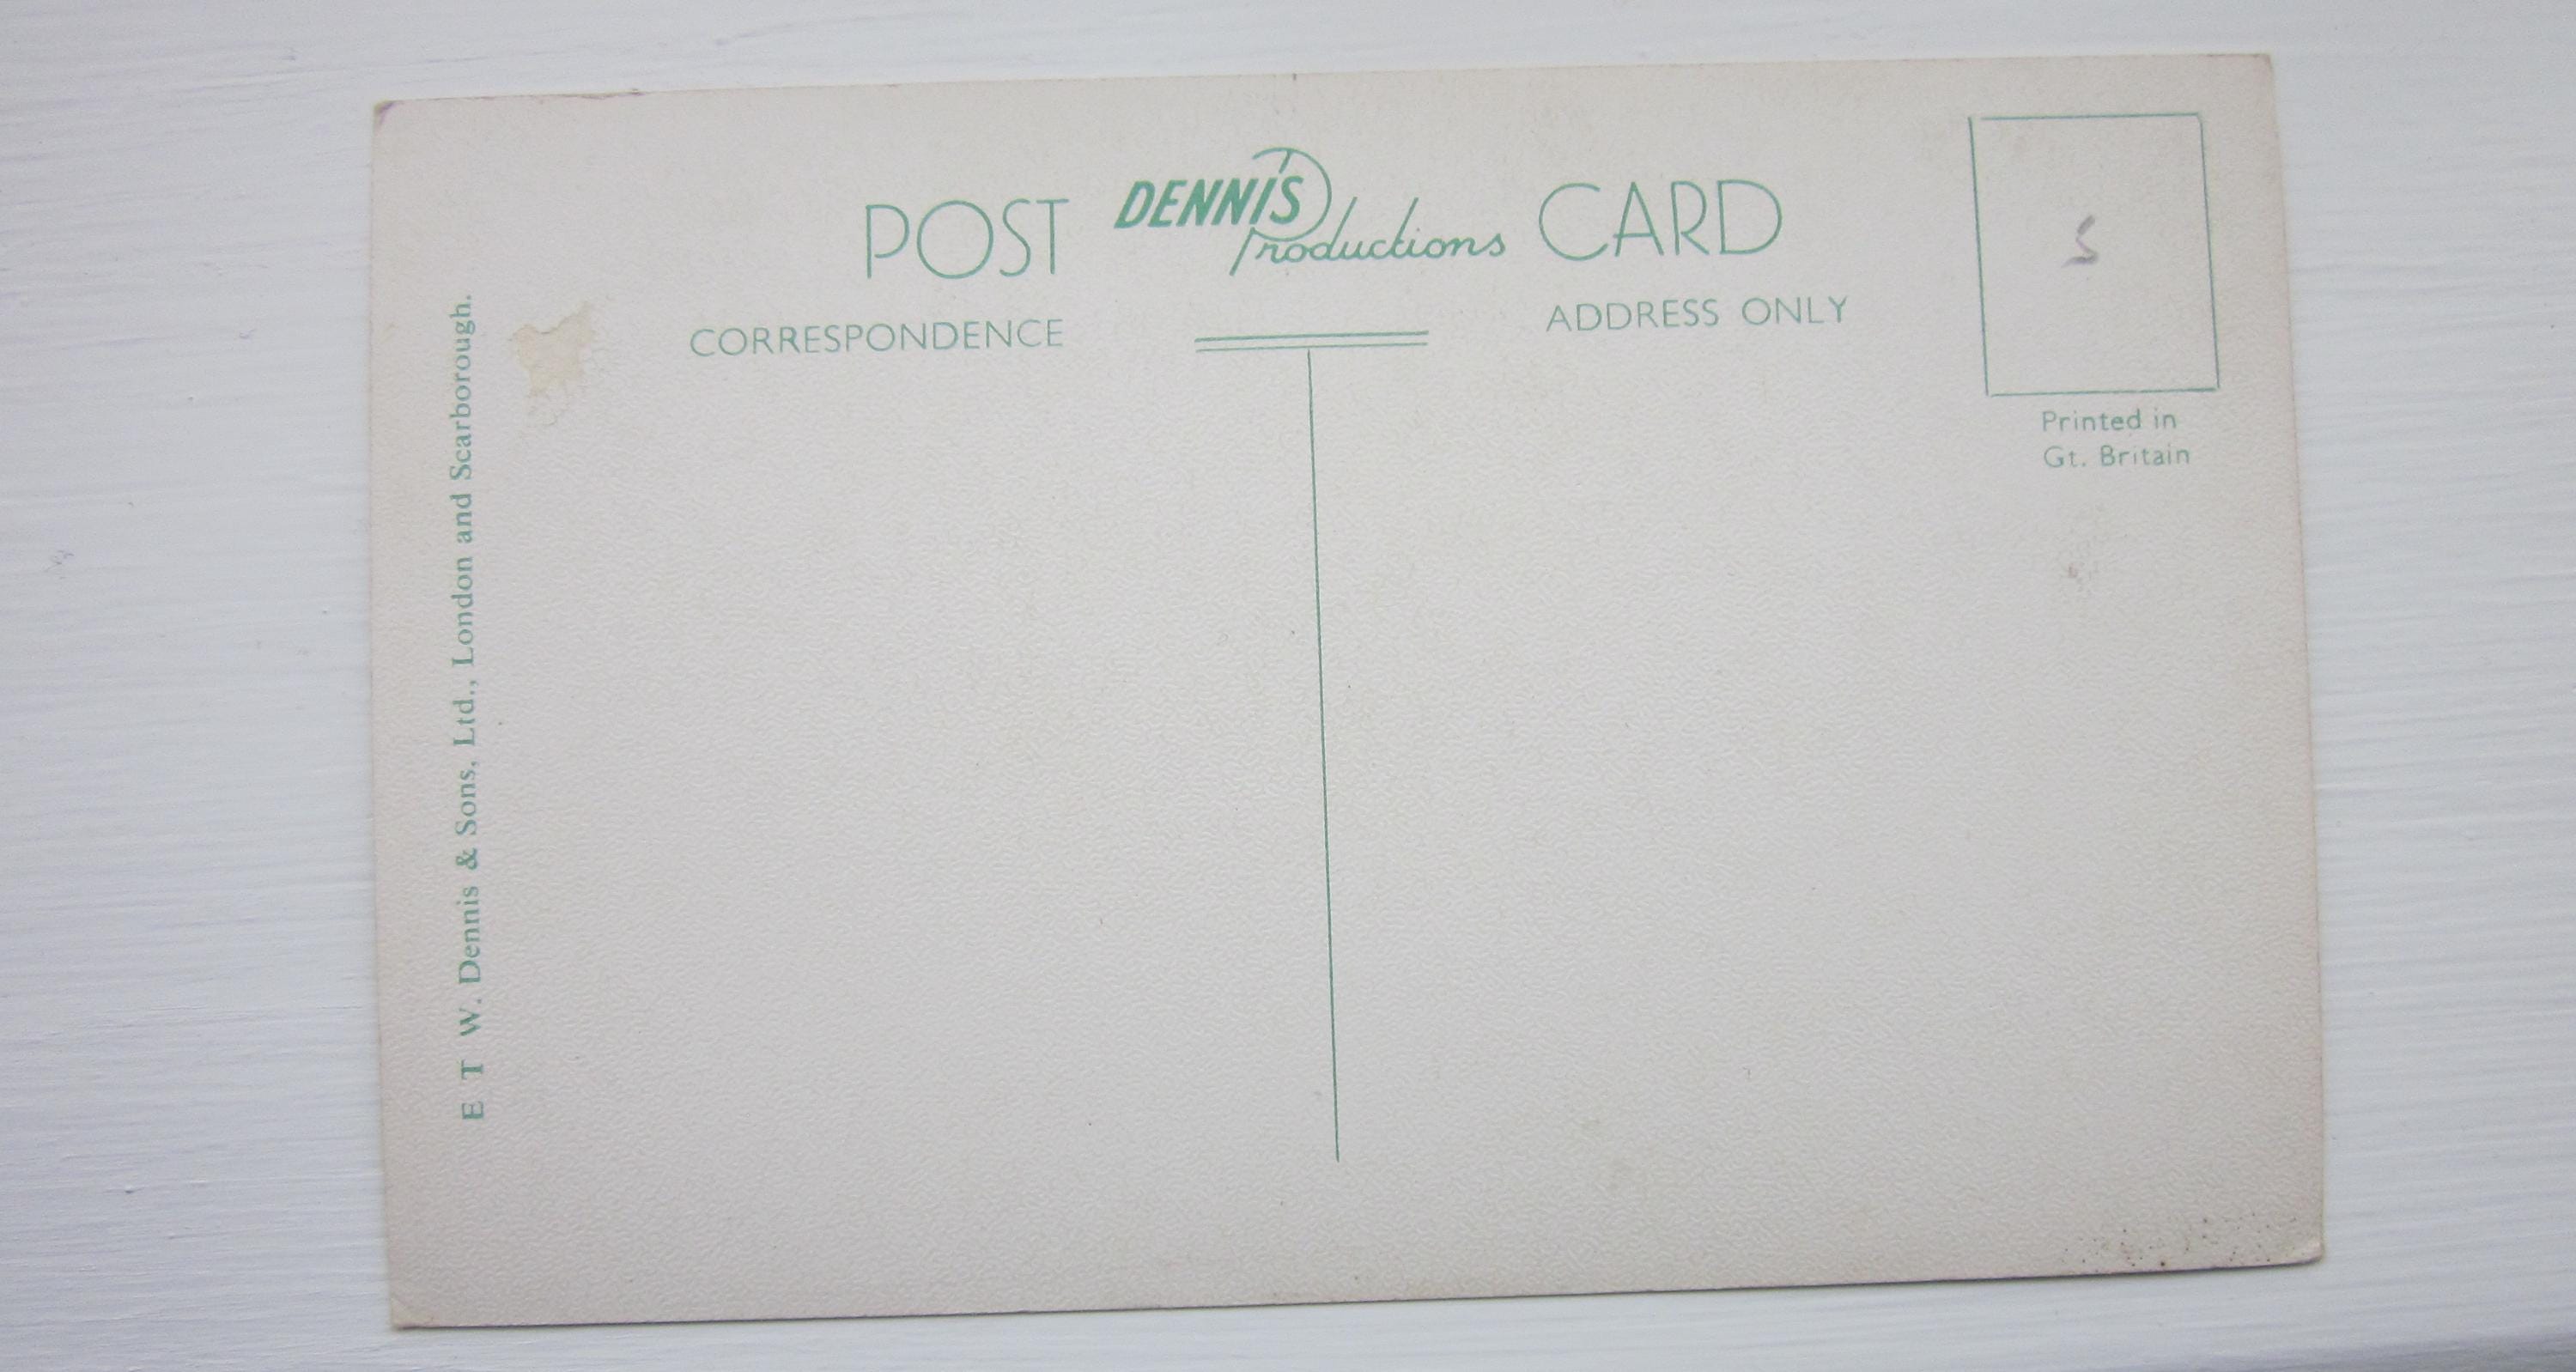 POST DENNIS Productions CARD
CORRESPONDENCE
ADDRESS ONLY
S
Printed in
Gt. Britain
E T W. Dennis & Sons, Ltd., London and Scarborough.